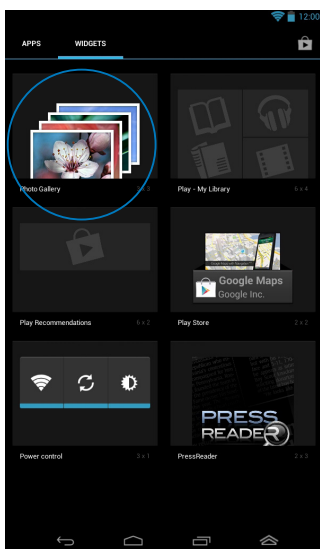 12:00
APPS WIDGETS
Photo Gallery Play - My Library 6 x 4
Play Recommendations 6 x 2 Play Store 2 x 2
Google Maps
Google Inc.
Power control 3 x 1 PressReader 2 x 3
PRESS
READER